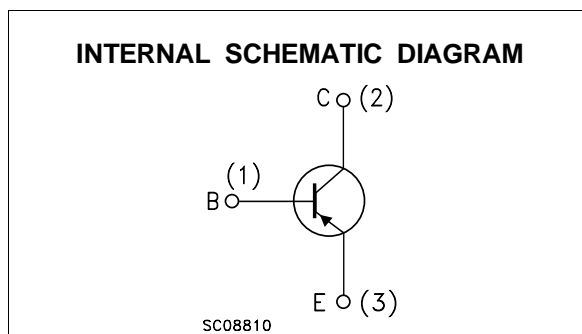 INTERNAL SCHEMATIC DIAGRAM
C (2)
(1)
B
E (3)
SC08810